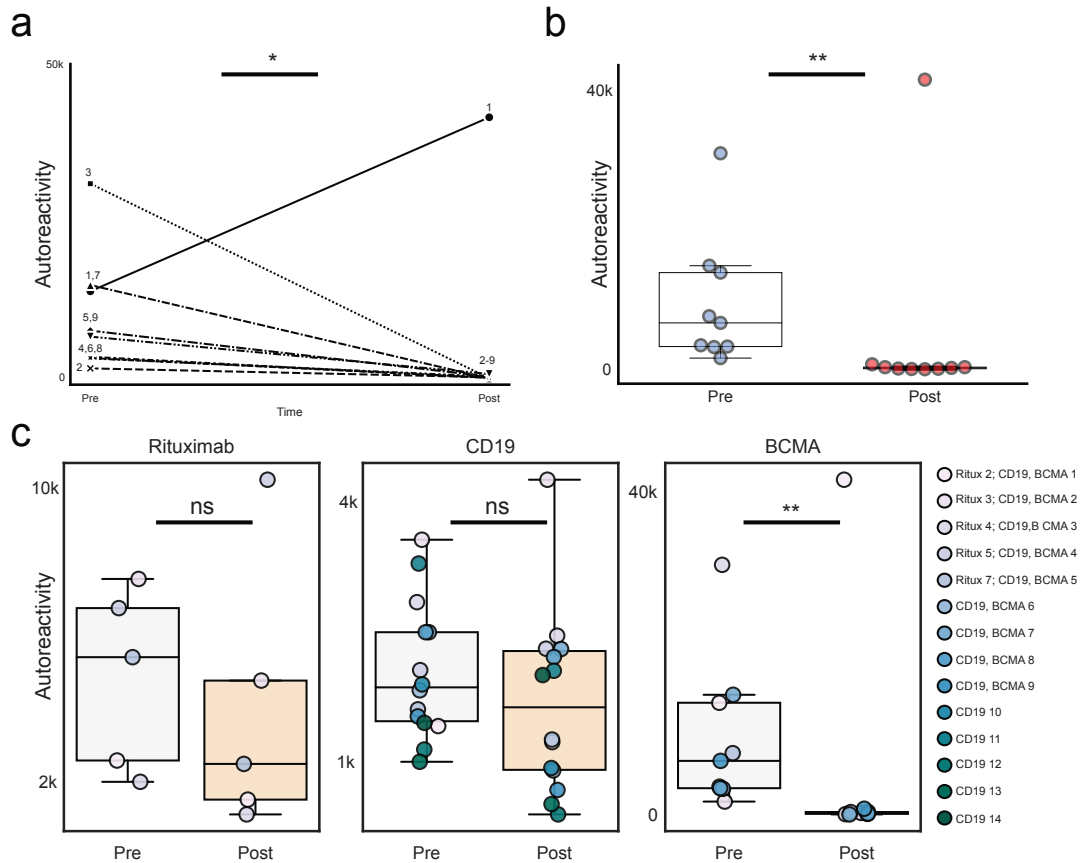 a
b
*
**
50k
Autoreactivity
0
3
1,7
5,9
4,6,8
2
1
2-9
Pre
Time
Post
40k
Autoreactivity
0
Pre
Post
c
Rituximab
CD19
BCMA
10k
2k
Autoreactivity
ns
Pre
Post
4k
1k
ns
Pre
Post
40k
0
**
Pre
Post
Ritux 2; CD19, BCMA 1
Ritux 3; CD19, BCMA 2
Ritux 4; CD19,B CMA 3
Ritux 5; CD19, BCMA 4
Ritux 7; CD19, BCMA 5
CD19, BCMA 6
CD19, BCMA 7
CD19, BCMA 8
CD19, BCMA 9
CD19 10
CD19 11
CD19 12
CD19 13
CD19 14